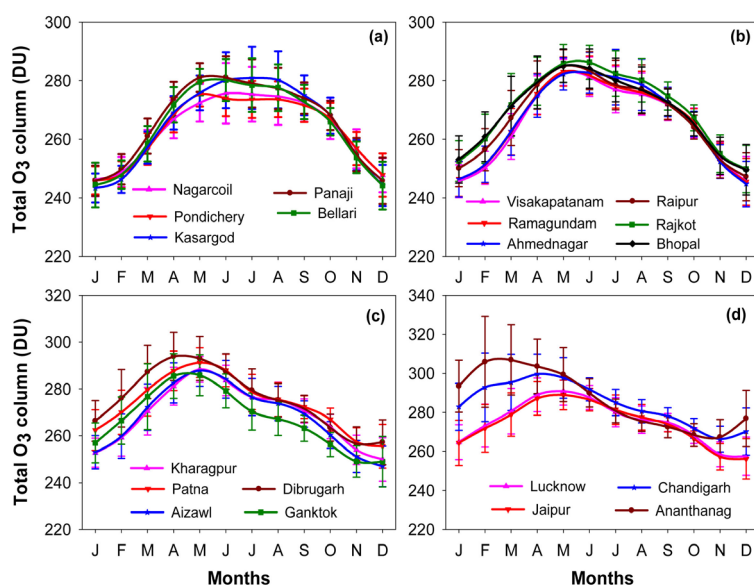 300 300
(a) (b)
Total O3 column (DU)
280 280
260 260
Nagarcoil Panaji
Pondichery Bellari
Kasargod
240 240
Visakapatanam Raipur
Ramagundam Rajkot
Ahmednagar Bhopal
220 220
J F M A M J J A S O N D J F M A M J J A S O N D
320 340
(c) (d)
Total O3 column (DU)
320
300
300
280
280
260
260
240
240
Kharagpur
Patna Dibrugarh
Aizawl Ganktok
Lucknow Chandigarh
Jaipur Ananthanag
220 220
J F M A M J J A S O N D J F M A M J J A S O N D
Months Months